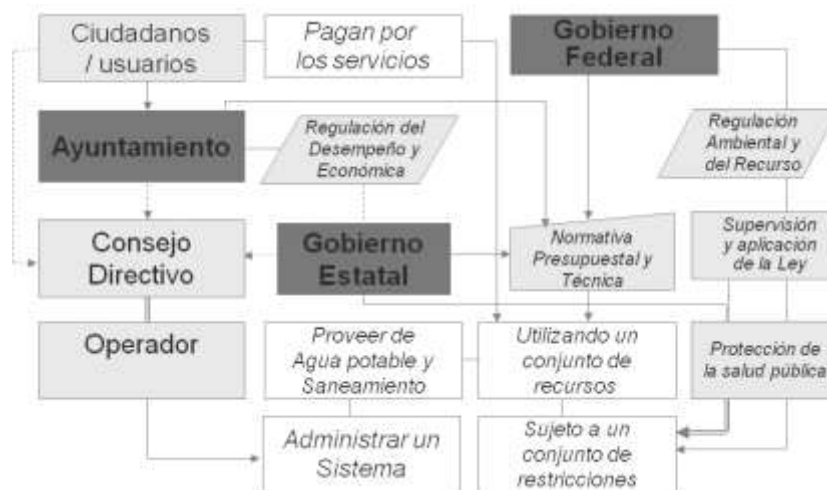 Ciudadanos
/ usuarios
Pagan por
los servicios
Gobierno
Federal
Ayuntamiento
Regulación del
Desempeño y
Económica
Regulación
Ambiental y
del Recurso
Consejo
Directivo
Gobierno
Estatal
Normativa
Presupuestal y
Técnica
Supervisión
y aplicación
de la Ley
Operador
Proveer de
Agua potable y
Saneamiento
Utilizando un
conjunto de
recursos
Protección de
la salud pública
Administrar un
Sistema
Sujeto a un
conjunto de
restricciones